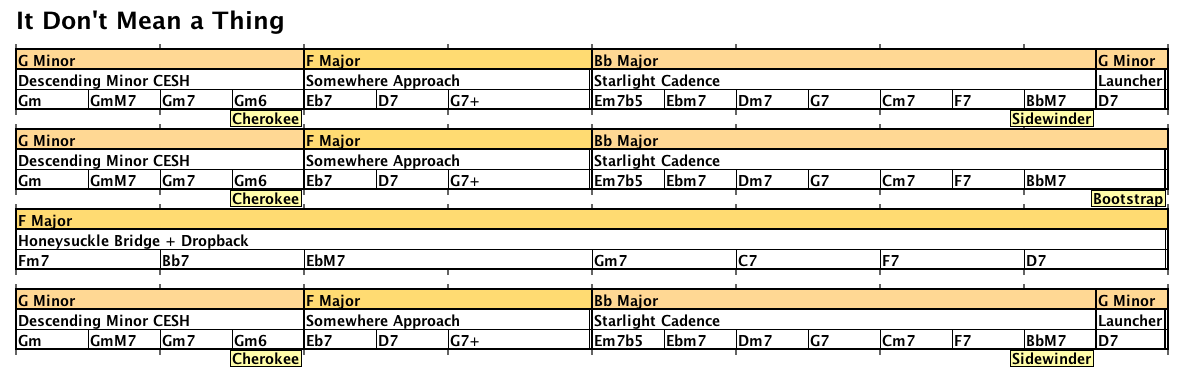 It Don't Mean a Thing
G Minor F Major Bb Major G Minor
Descending Minor CESH Somewhere Approach Starlight Cadence Launcher
Gm GmM7 Gm7 Gm6 Eb7 D7 G7+ Em7b5 Ebm7 Dm7 G7 Cm7 F7 BbM7 D7
Cherokee Sidewinder
G Minor F Major Bb Major
Descending Minor CESH Somewhere Approach Starlight Cadence
Gm GmM7 Gm7 Gm6 Eb7 D7 G7+ Em7b5 Ebm7 Dm7 G7 Cm7 F7 BbM7
Cherokee Bootstrap
F Major
Honeysuckle Bridge + Dropback
Fm7 Bb7 EbM7 Gm7 C7 F7 D7
G Minor F Major Bb Major G Minor
Descending Minor CESH Somewhere Approach Starlight Cadence Launcher
Gm GmM7 Gm7 Gm6 Eb7 D7 G7+ Em7b5 Ebm7 Dm7 G7 Cm7 F7 BbM7 D7
Cherokee Sidewinder